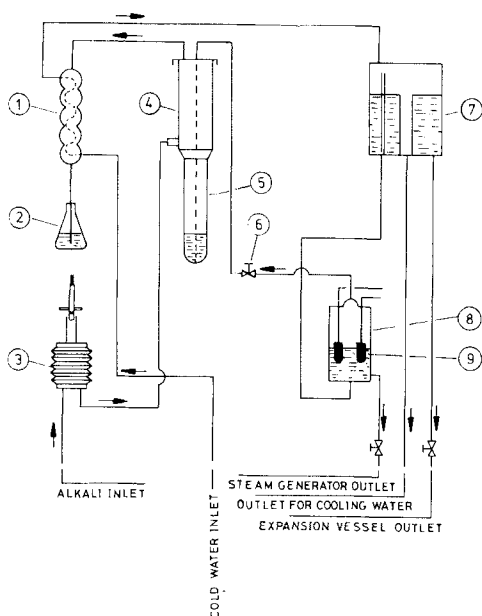 1
2
3
4
5
6
7
8
9
ALKALI INLET
COLD WATER INLET
STEAM GENERATOR OUTLET
OUTLET FOR COOLING WATER
EXPANSION VESSEL OUTLET